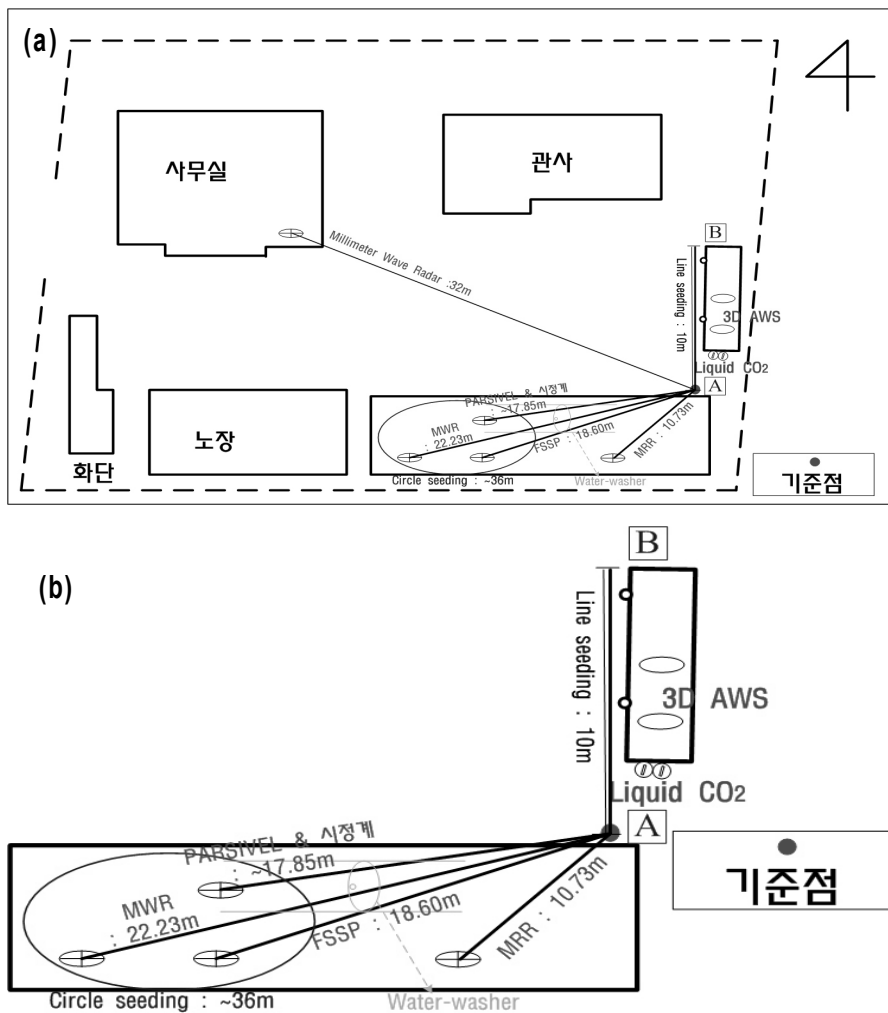 (a)
사무실
관사
Millimeter Wave Radar :32m
B
Line seeding : 10m
3D AWS
Liquid CO2
A
PARSIVEL & 시정계
: ~17.85m
MWR
: 22.23m
FSSP : 18.60m
MRR : 10.73m
노장
화단
Circle seeding : ~36m
Water-washer
기준점
(b)
B
Line seeding : 10m
3D AWS
Liquid CO2
A
PARSIVEL & 시정계
: ~17.85m
MWR
: 22.23m
FSSP : 18.60m
MRR : 10.73m
기준점
Circle seeding : ~36m
Water-washer